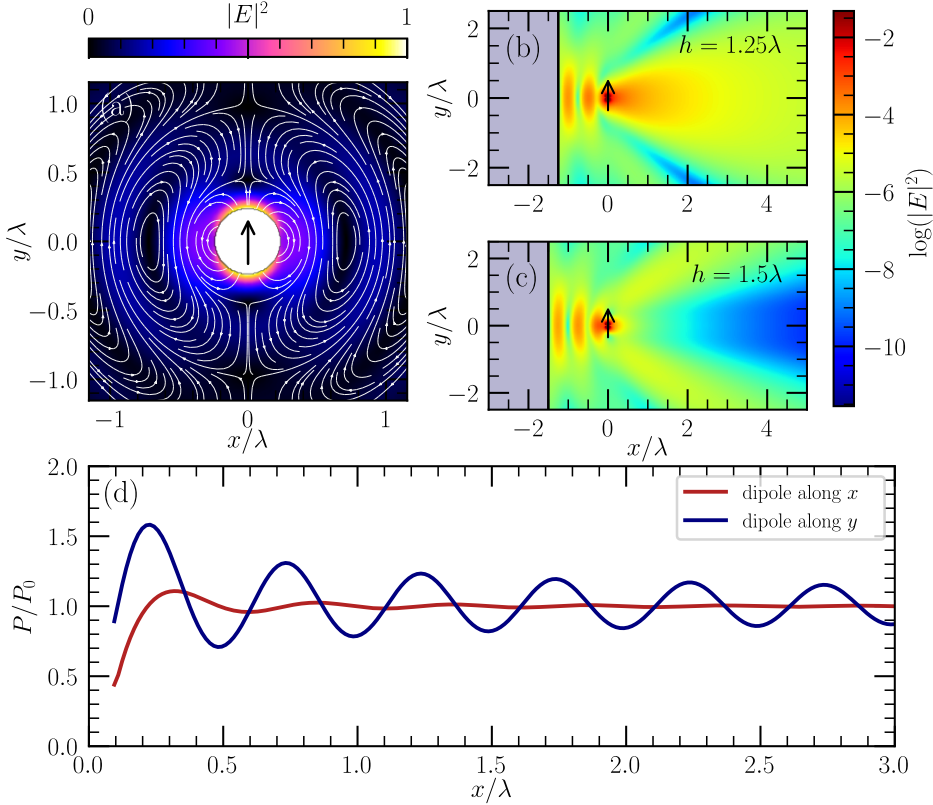 |E|²
0 1
(a)
y/λ
1.0
0.5
0.0
−0.5
−1.0
−1 0 1
x/λ
(b)
h = 1.25λ
y/λ
2
0
−2
−2 0 2 4
(c)
h = 1.5λ
y/λ
2
0
−2
−2 0 2 4
x/λ
−2
−4
−6
−8
−10
log(|E|²)
(d)
dipole along x
dipole along y
P/P₀
2.0
1.5
1.0
0.5
0.0
0.0 0.5 1.0 1.5 2.0 2.5 3.0
x/λ